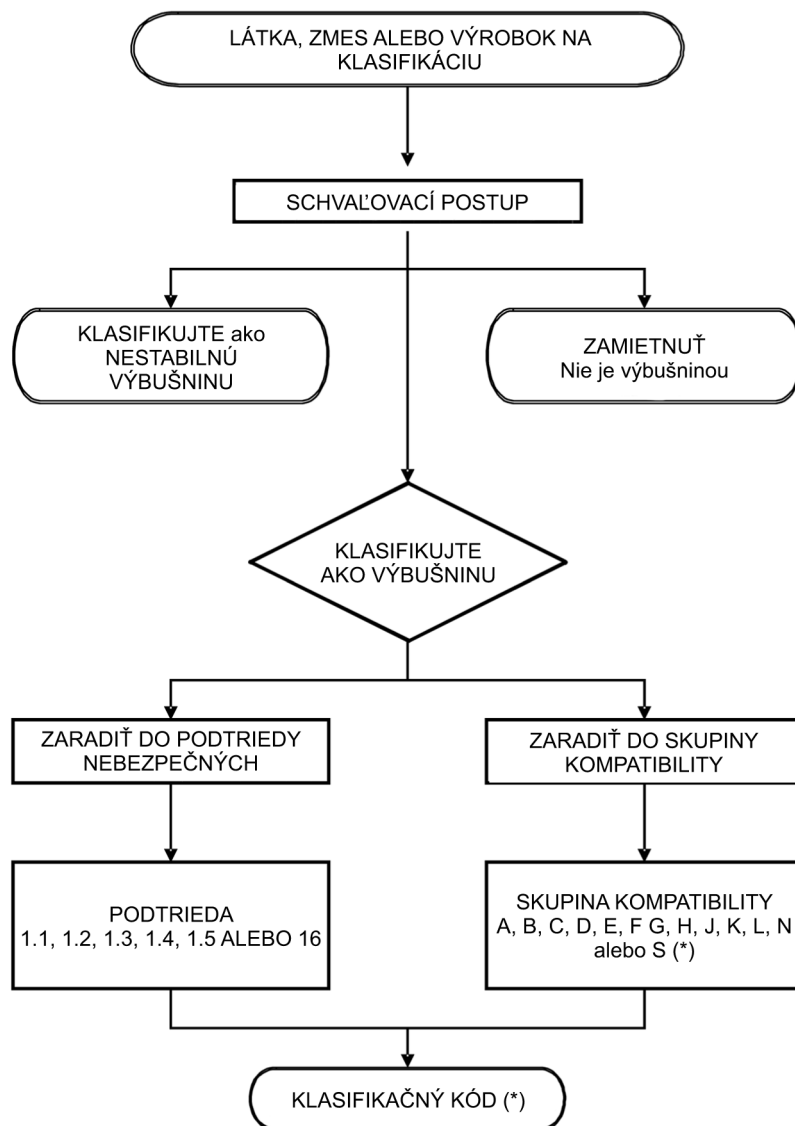 LÁTKA, ZMES ALEBO VÝROBOK NA
KLASIFIKÁCIU
SCHVAĽOVACÍ POSTUP
KLASIFIKUJTE ako
NESTABILNÚ
VÝBUŠNINU
ZAMIETNUŤ
Nie je výbušninou
KLASIFIKUJTE
AKO VÝBUŠNINU
ZARADIŤ DO PODTRIEDY
NEBEZPEČNÝCH
ZARADIŤ DO SKUPINY
KOMPATIBILITY
PODTRIEDA
1.1, 1.2, 1.3, 1.4, 1.5 ALEBO 16
SKUPINA KOMPATIBILITY
A, B, C, D, E, F G, H, J, K, L, N
alebo S (*)
KLASIFIKAČNÝ KÓD (*)